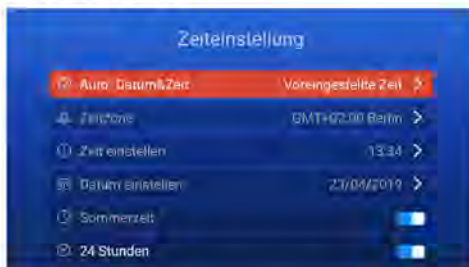 Zeiteinstellung
Auto. Datum&Zeit Voreingestellte Zeit
Zeitzone GMT+02:00 Berlin
Zeit einstellen 13:34
Datum einstellen 23/04/2019
Sommerzeit
24 Stunden